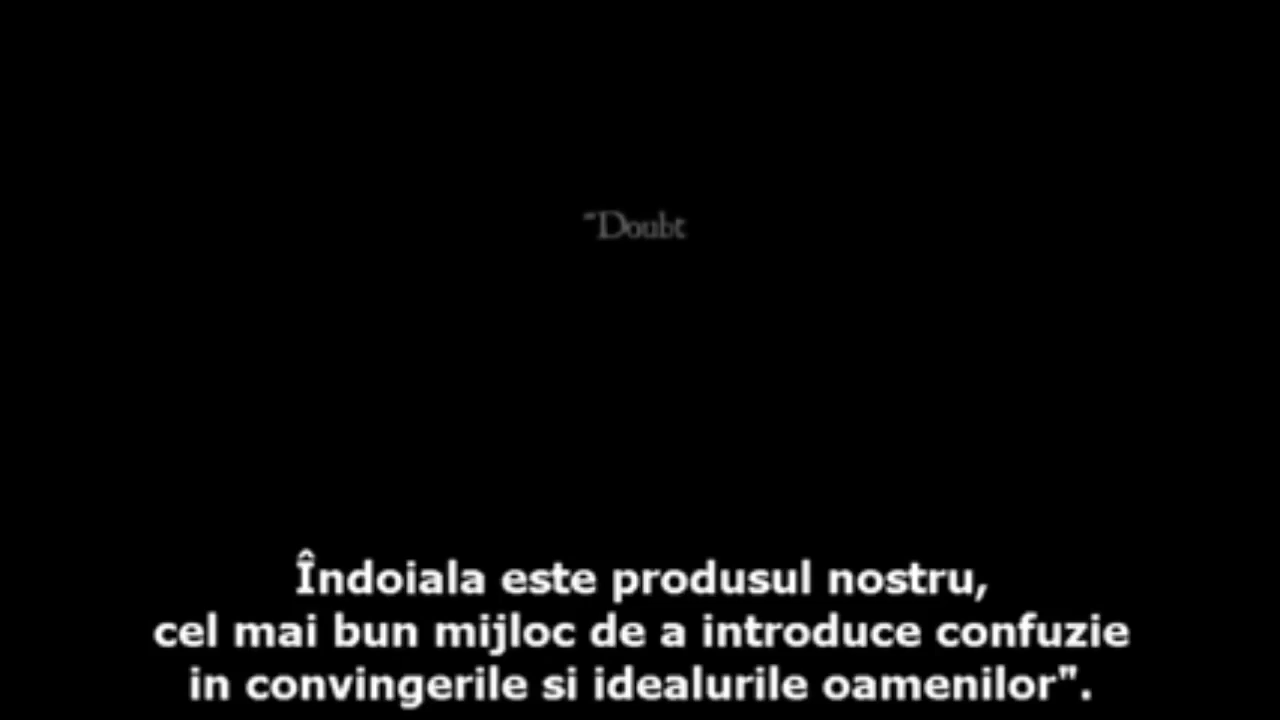 "Doubt
Îndoiala este produsul nostru,
cel mai bun mijloc de a introduce confuzie
in convingerile si idealurile oamenilor".